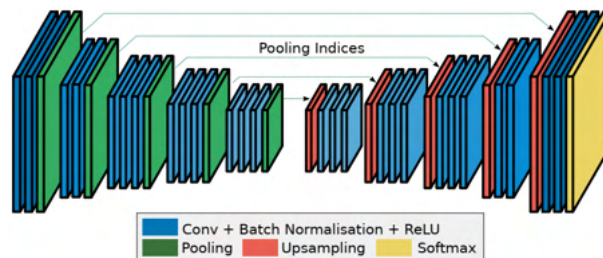 Pooling Indices
Conv + Batch Normalisation + ReLU
Pooling Upsampling Softmax